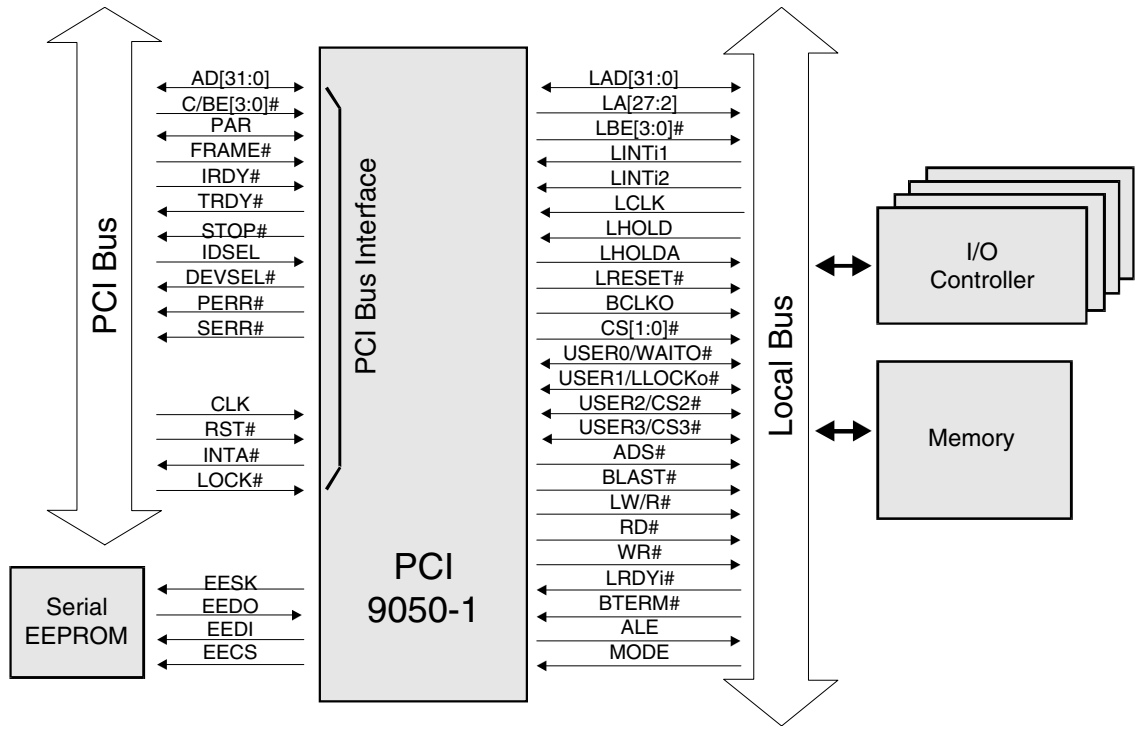 PCI Bus
AD[31:0]
C/BE[3:0]#
PAR
FRAME#
IRDY#
TRDY#
STOP#
IDSEL
DEVSEL#
PERR#
SERR#
CLK
RST#
INTA#
LOCK#
Serial
EEPROM
EESK
EEDO
EEDI
EECS
PCI Bus Interface
PCI
9050-1
LAD[31:0]
LA[27:2]
LBE[3:0]#
LINTi1
LINTi2
LCLK
LHOLD
LHOLDA
LRESET#
BCLKO
CS[1:0]#
USER0/WAITO#
USER1/LLOCKo#
USER2/CS2#
USER3/CS3#
ADS#
BLAST#
LW/R#
RD#
WR#
LRDYi#
BTERM#
ALE
MODE
Local Bus
I/O
Controller
Memory